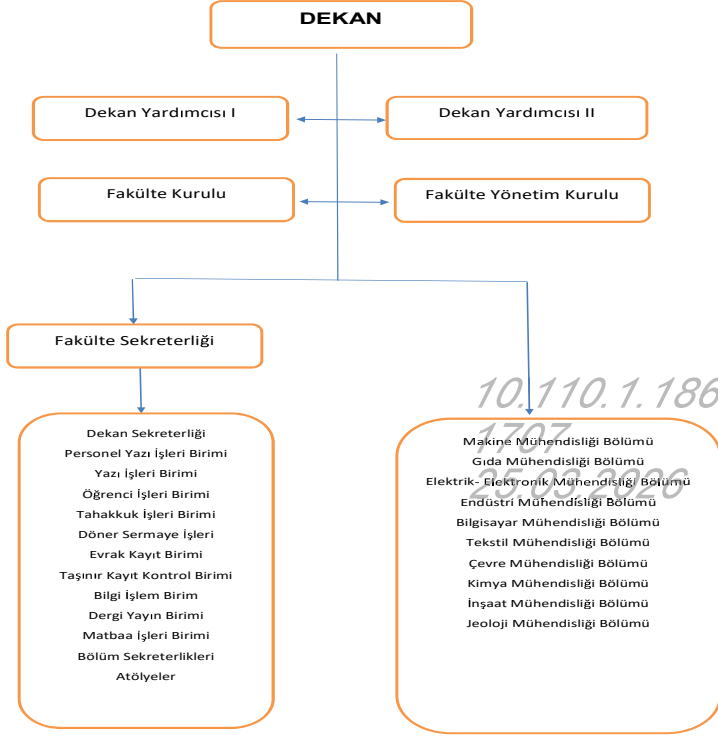 DEKAN
Dekan Yardımcısı I
Dekan Yardımcısı II
Fakülte Kurulu
Fakülte Yönetim Kurulu
Fakülte Sekreterliği
Dekan Sekreterliği
Personel Yazı İşleri Birimi
Yazı İşleri Birimi
Öğrenci İşleri Birimi
Tahakkuk İşleri Birimi
Döner Sermaye İşleri
Evrak Kayıt Birimi
Taşınır Kayıt Kontrol Birimi
Bilgi İşlem Birim
Dergi Yayın Birimi
Matbaa İşleri Birimi
Bölüm Sekreterlikleri
Atölyeler
10.110.1.186
1707
25.03.2026
Makine Mühendisliği Bölümü
Gıda Mühendisliği Bölümü
Elektrik- Elektronik Mühendisliği Bölümü
Endüstri Mühendisliği Bölümü
Bilgisayar Mühendisliği Bölümü
Tekstil Mühendisliği Bölümü
Çevre Mühendisliği Bölümü
Kimya Mühendisliği Bölümü
İnşaat Mühendisliği Bölümü
Jeoloji Mühendisliği Bölümü